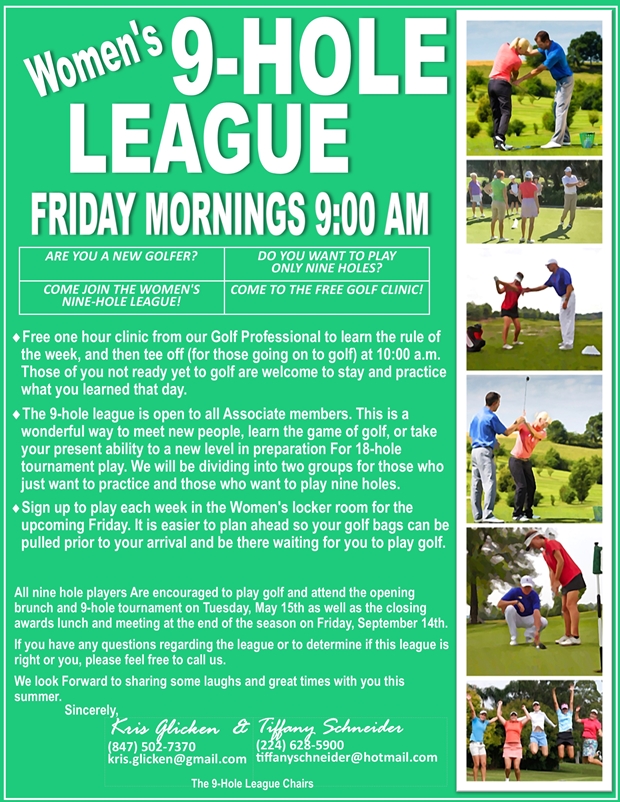 Women's 9-HOLE
LEAGUE
FRIDAY MORNINGS 9:00 AM
ARE YOU A NEW GOLFER?
DO YOU WANT TO PLAY
ONLY NINE HOLES?
COME JOIN THE WOMEN'S
NINE-HOLE LEAGUE!
COME TO THE FREE GOLF CLINIC!
♦Free one hour clinic from our Golf Professional to learn the rule of
the week, and then tee off (for those going on to golf) at 10:00 a.m.
Those of you not ready yet to golf are welcome to stay and practice
what you learned that day.
♦The 9-hole league is open to all Associate members. This is a
wonderful way to meet new people, learn the game of golf, or take
your present ability to a new level in preparation For 18-hole
tournament play. We will be dividing into two groups for those who
just want to practice and those who want to play nine holes.
♦Sign up to play each week in the Women's locker room for the
upcoming Friday. It is easier to plan ahead so your golf bags can be
pulled prior to your arrival and be there waiting for you to play golf.
All nine hole players Are encouraged to play golf and attend the opening
brunch and 9-hole tournament on Tuesday, May 15th as well as the closing
awards lunch and meeting at the end of the season on Friday, September 14th.
If you have any questions regarding the league or to determine if this league is
right or you, please feel free to call us.
We look Forward to sharing some laughs and great times with you this
summer.
Sincerely,
Kris Glicken & Tiffany Schneider
(847) 502-7370 (224) 628-5900
kris.glicken@gmail.com tiffanyschneider@hotmail.com
The 9-Hole League Chairs